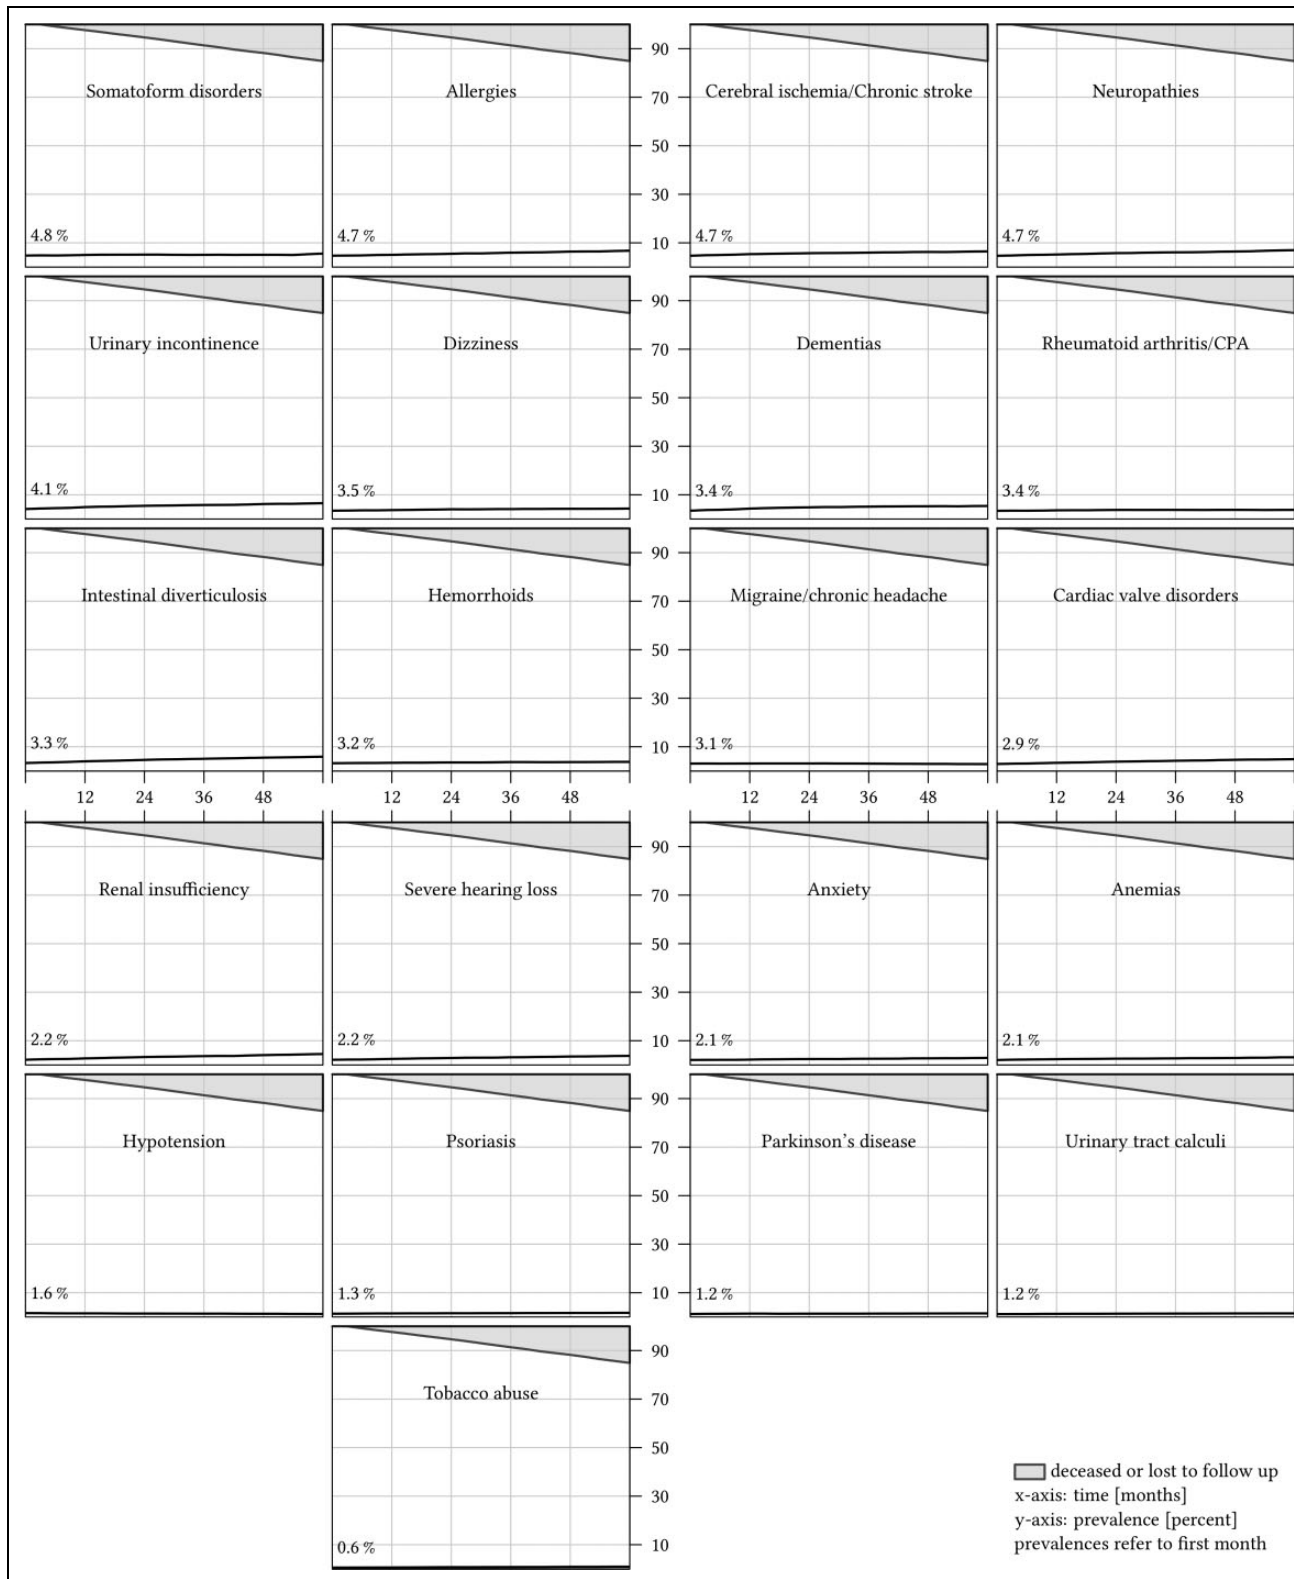 Somatoform disorders
4.8 %
Allergies
4.7 %
90
70
50
30
10
Cerebral ischemia/Chronic stroke
4.7 %
Neuropathies
4.7 %
Urinary incontinence
4.1 %
Dizziness
3.5 %
90
70
50
30
10
Dementias
3.4 %
Rheumatoid arthritis/CPA
3.4 %
Intestinal diverticulosis
3.3 %
Hemorrhoids
3.2 %
90
70
50
30
10
Migraine/chronic headache
3.1 %
Cardiac valve disorders
2.9 %
12 24 36 48 12 24 36 48 12 24 36 48 12 24 36 48
Renal insufficiency
2.2 %
Severe hearing loss
2.2 %
90
70
50
30
10
Anxiety
2.1 %
Anemias
2.1 %
Hypotension
1.6 %
Psoriasis
1.3 %
90
70
50
30
10
Parkinson's disease
1.2 %
Urinary tract calculi
1.2 %
Tobacco abuse
0.6 %
90
70
50
30
10
deceased or lost to follow up
x-axis: time [months]
y-axis: prevalence [percent]
prevalences refer to first month